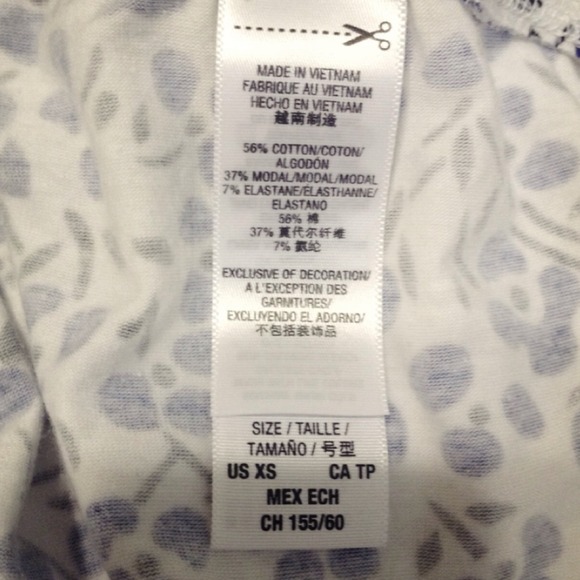 MADE IN VIETNAM
FABRIQUE AU VIETNAM
HECHO EN VIETNAM
越南制造
56% COTTON/COTON/
ALGODÓN
37% MODAL/MODAL/MODAL
7% ELASTANE/ÉLASTHANNE/
ELASTANO
56% 棉
37% 莫代尔纤维
7% 氨纶
EXCLUSIVE OF DECORATION/
A L'EXCEPTION DES
GARNITURES/
EXCLUYENDO EL ADORNO/
不包括装饰品
SIZE / TAILLE /
TAMAÑO / 号型
US XS CA TP
MEX ECH
CH 155/60